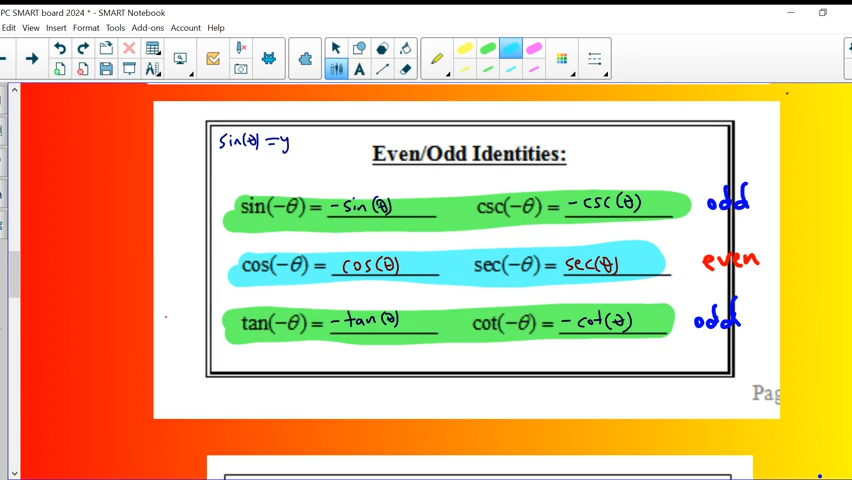 PC SMART board 2024 * - SMART Notebook
Edit View Insert Format Tools Add-ons Account Help
sin(θ) = y
Even/Odd Identities:
sin(−θ) = -sin(θ) csc(−θ) = -csc(θ) odd
cos(−θ) = cos(θ) sec(−θ) = sec(θ) even
tan(−θ) = -tan(θ) cot(−θ) = -cot(θ) odd
Pag